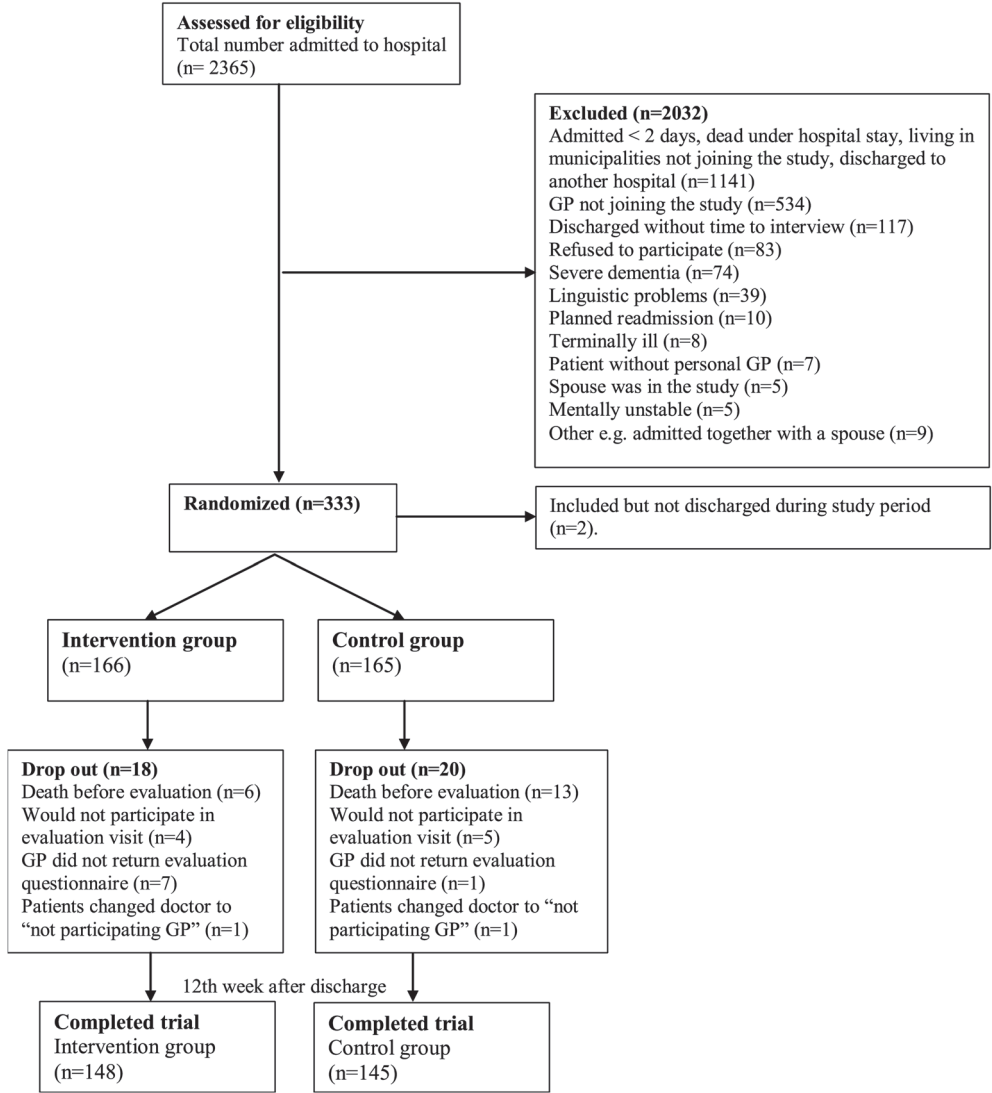 Assessed for eligibility
Total number admitted to hospital
(n= 2365)
Excluded (n=2032)
Admitted < 2 days, dead under hospital stay, living in
municipalities not joining the study, discharged to
another hospital (n=1141)
GP not joining the study (n=534)
Discharged without time to interview (n=117)
Refused to participate (n=83)
Severe dementia (n=74)
Linguistic problems (n=39)
Planned readmission (n=10)
Terminally ill (n=8)
Patient without personal GP (n=7)
Spouse was in the study (n=5)
Mentally unstable (n=5)
Other e.g. admitted together with a spouse (n=9)
Randomized (n=333)
Included but not discharged during study period
(n=2).
Intervention group
(n=166)
Control group
(n=165)
Drop out (n=18)
Death before evaluation (n=6)
Would not participate in
evaluation visit (n=4)
GP did not return evaluation
questionnaire (n=7)
Patients changed doctor to
“not participating GP” (n=1)
Drop out (n=20)
Death before evaluation (n=13)
Would not participate in
evaluation visit (n=5)
GP did not return evaluation
questionnaire (n=1)
Patients changed doctor to “not
participating GP” (n=1)
12th week after discharge
Completed trial
Intervention group
(n=148)
Completed trial
Control group
(n=145)